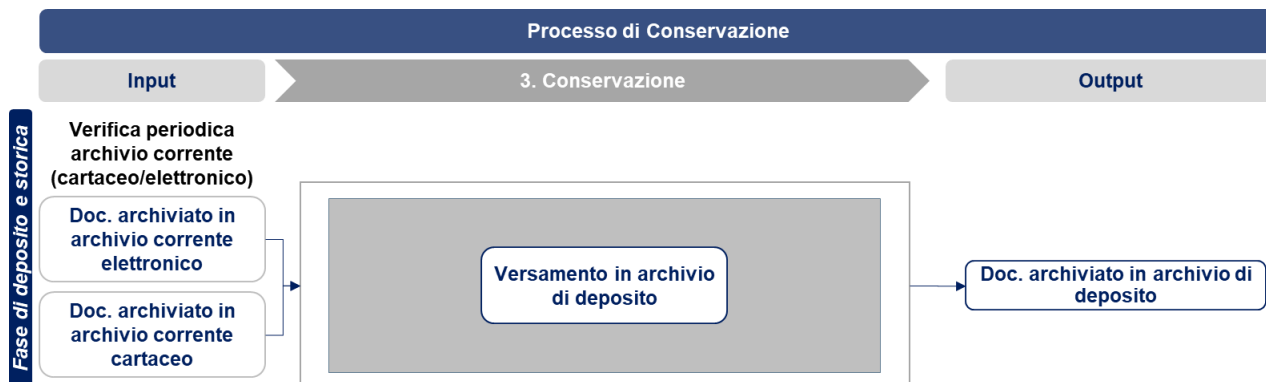 Processo di Conservazione
Input
3. Conservazione
Output
Fase di deposito e storica
Verifica periodica
archivio corrente
(cartaceo/elettronico)
Doc. archiviato in
archivio corrente
elettronico
Doc. archiviato in
archivio corrente
cartaceo
Versamento in archivio
di deposito
Doc. archiviato in archivio di
deposito